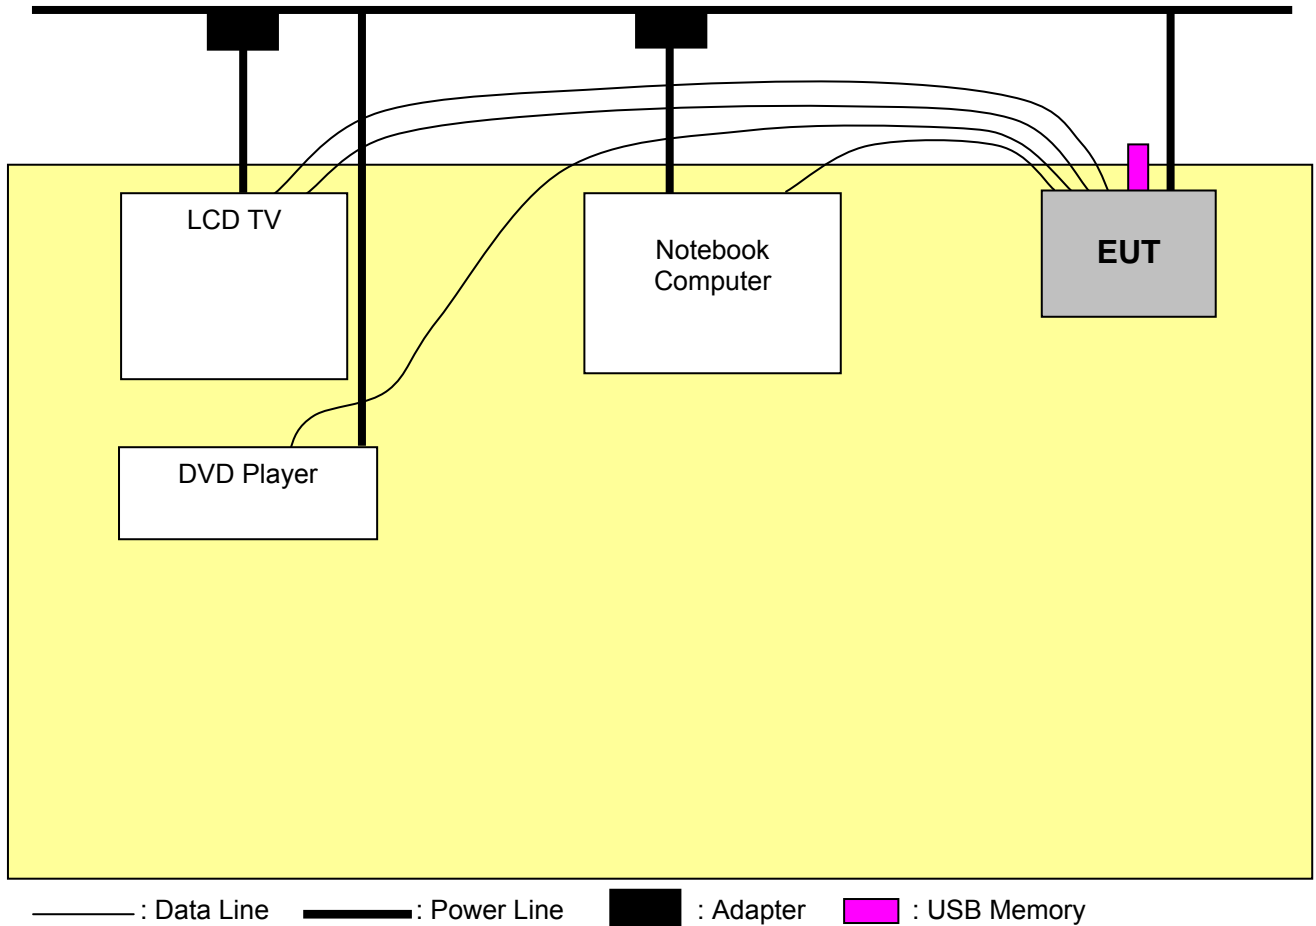 LCD TV
Notebook
Computer
EUT
DVD Player
: Data Line : Power Line : Adapter : USB Memory